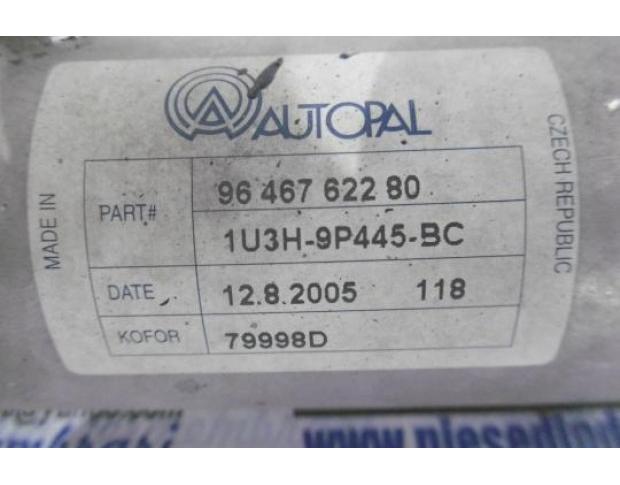 AUTOPAL
MADE IN
CZECH REPUBLIC
PART# 96 467 622 80
1U3H-9P445-BC
DATE 12.8.2005 118
KOFOR 79998D